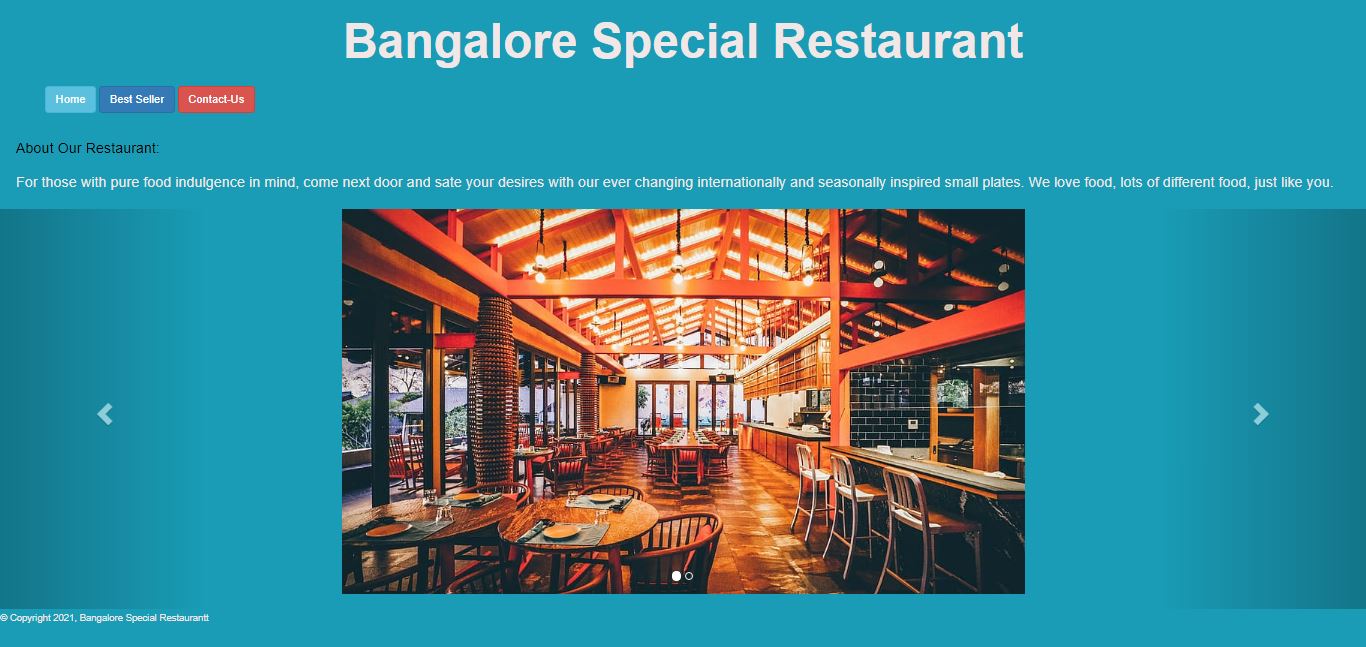 Bangalore Special Restaurant
Home Best Seller Contact-Us
About Our Restaurant:
For those with pure food indulgence in mind, come next door and sate your desires with our ever changing internationally and seasonally inspired small plates. We love food, lots of different food, just like you.
© Copyright 2021, Bangalore Special Restaurantt